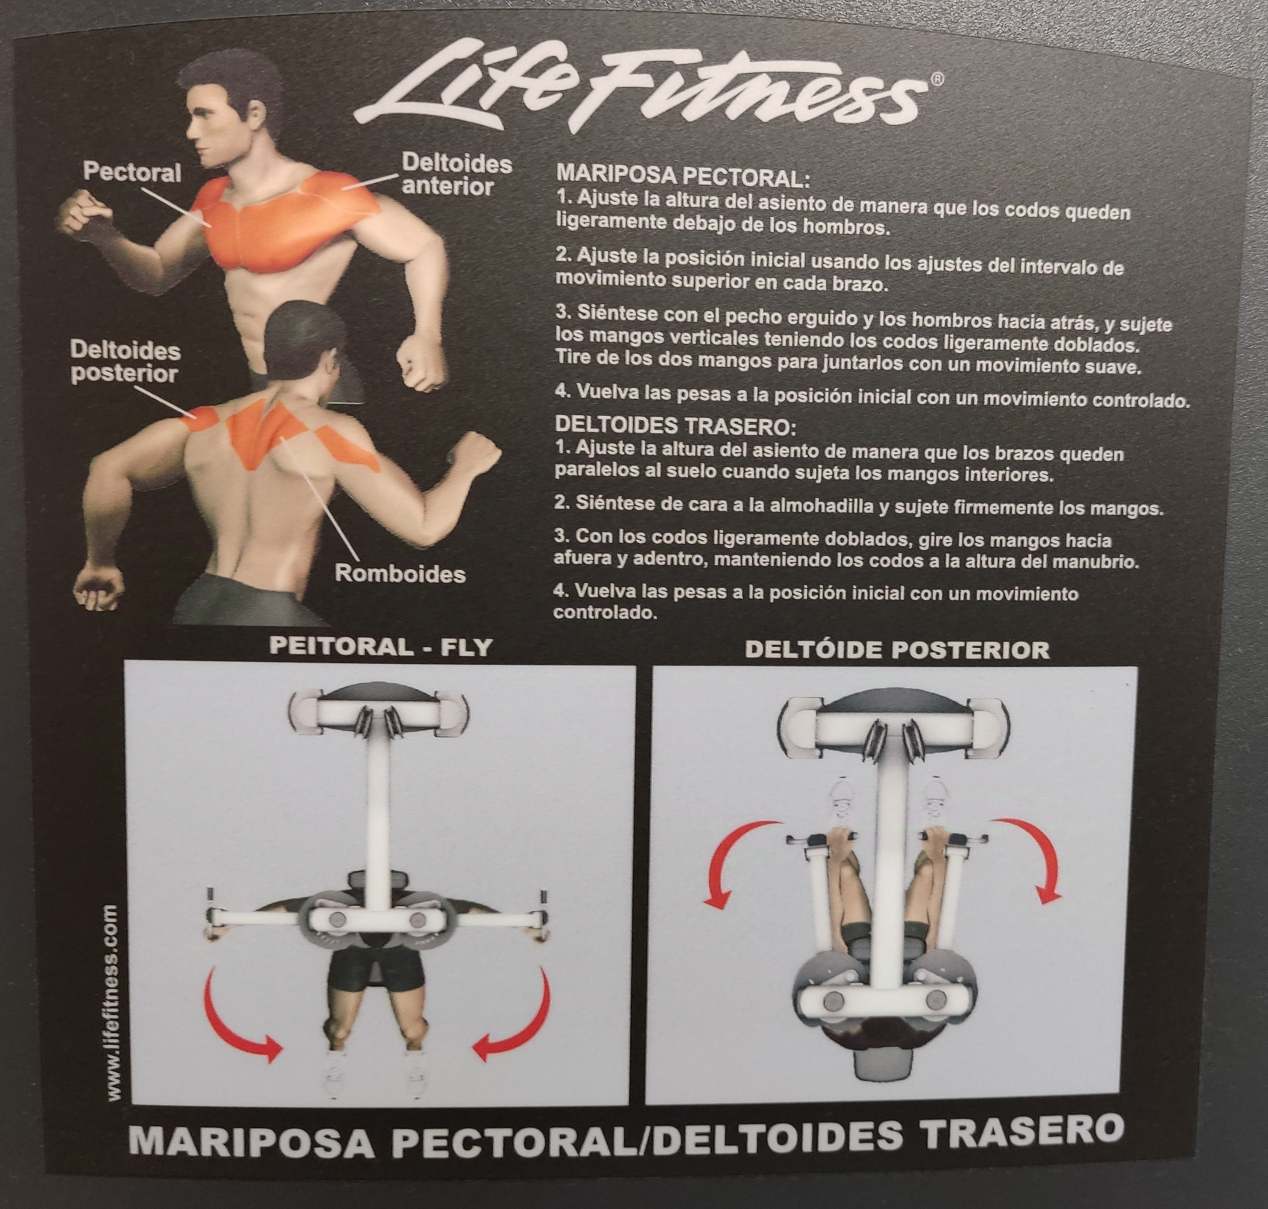 Life Fitness®
Pectoral
Deltoides
anterior
Deltoides
posterior
Romboides
MARIPOSA PECTORAL:
1. Ajuste la altura del asiento de manera que los codos queden
ligeramente debajo de los hombros.
2. Ajuste la posición inicial usando los ajustes del intervalo de
movimiento superior en cada brazo.
3. Siéntese con el pecho erguido y los hombros hacia atrás, y sujete
los mangos verticales teniendo los codos ligeramente doblados.
Tire de los dos mangos para juntarlos con un movimiento suave.
4. Vuelva las pesas a la posición inicial con un movimiento controlado.
DELTOIDES TRASERO:
1. Ajuste la altura del asiento de manera que los brazos queden
paralelos al suelo cuando sujeta los mangos interiores.
2. Siéntese de cara a la almohadilla y sujete firmemente los mangos.
3. Con los codos ligeramente doblados, gire los mangos hacia
afuera y adentro, manteniendo los codos a la altura del manubrio.
4. Vuelva las pesas a la posición inicial con un movimiento
controlado.
PEITORAL - FLY
DELTÓIDE POSTERIOR
www.lifefitness.com
MARIPOSA PECTORAL/DELTOIDES TRASERO